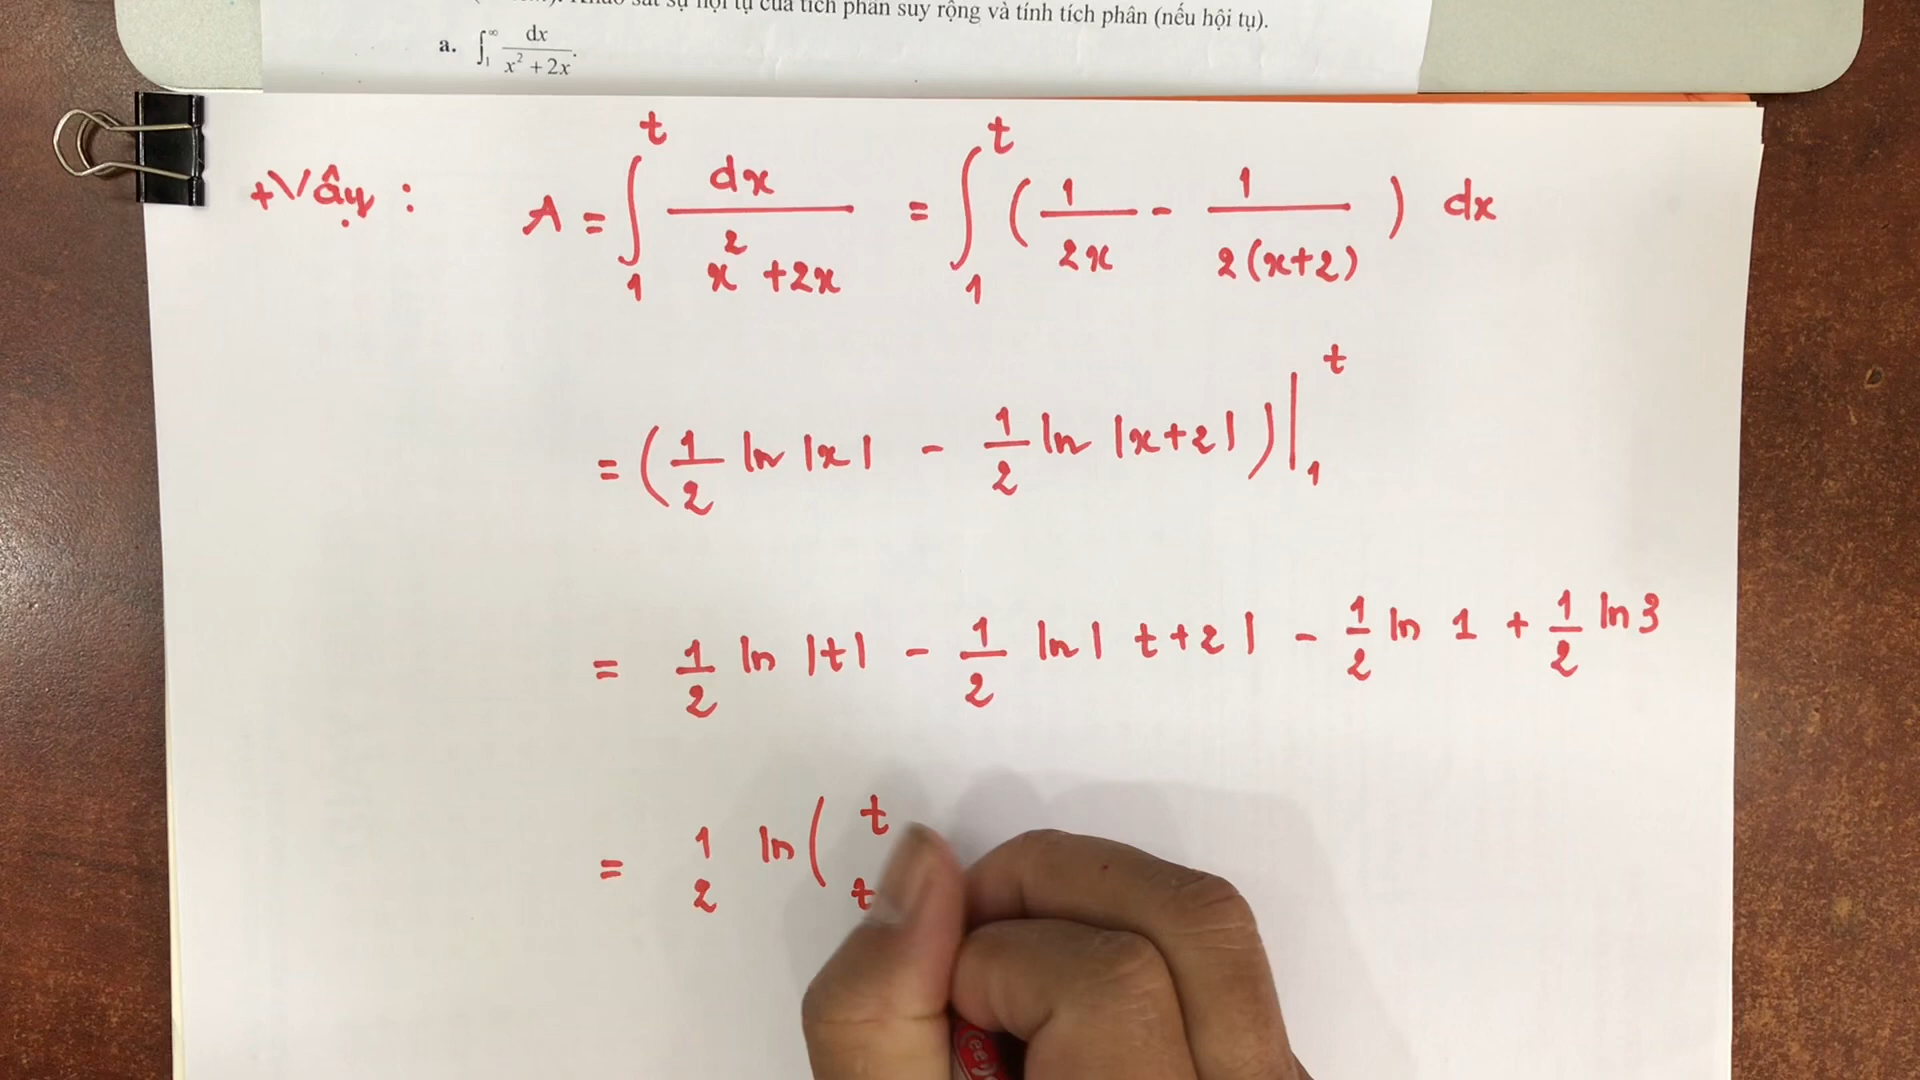 sát sự hội tụ của tích phân suy rộng và tính tích phân (nếu hội tụ).
a. ∫₁^∞ dx/(x² + 2x).
+Vậy : A = ∫₁^t dx/(x² + 2x) = ∫₁^t (1/(2x) - 1/(2(x+2))) dx
= (1/2 ln |x| - 1/2 ln |x+2|)|₁^t
= 1/2 ln |t| - 1/2 ln | t+2 | - 1/2 ln 1 + 1/2 ln 3
= 1/2 ln ( t/t